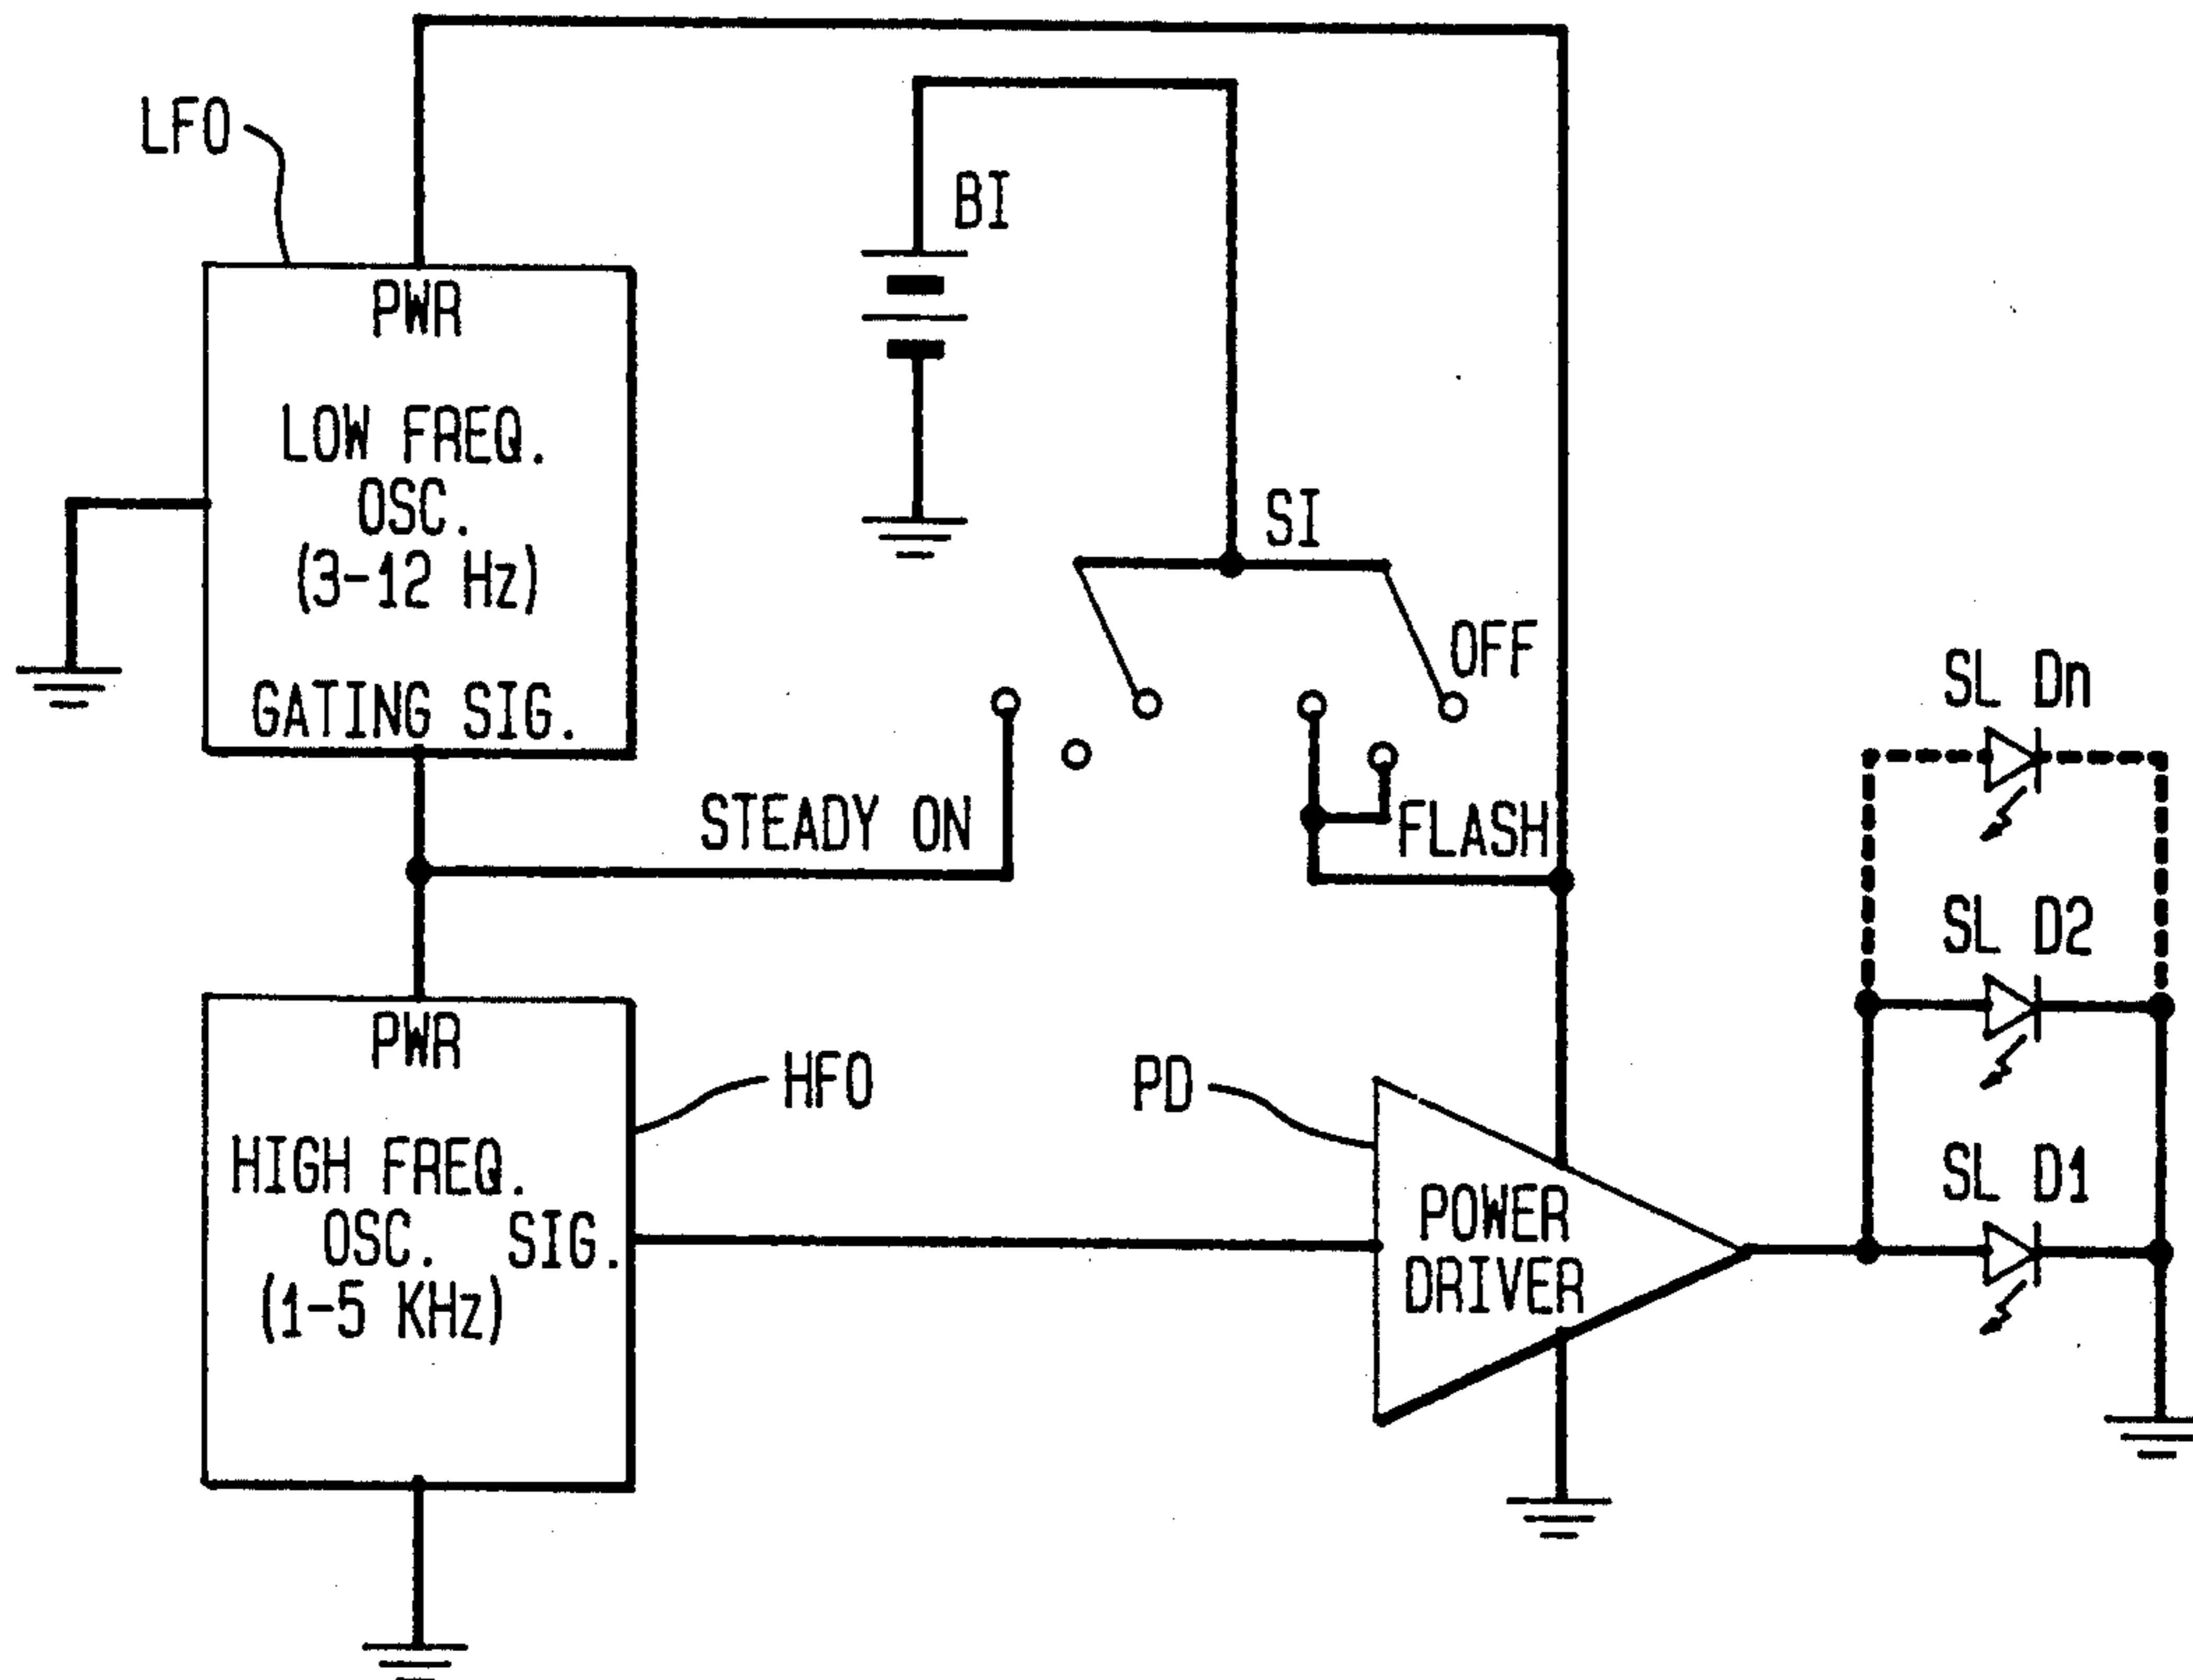 LFO
BI
PWR
LOW FREQ.
OSC.
(3-12 Hz)
GATING SIG.
SI
OFF
STEADY ON
FLASH
SL Dn
SL D2
SL D1
PWR
HFO
HIGH FREQ.
OSC. SIG.
(1-5 KHz)
PD
POWER
DRIVER